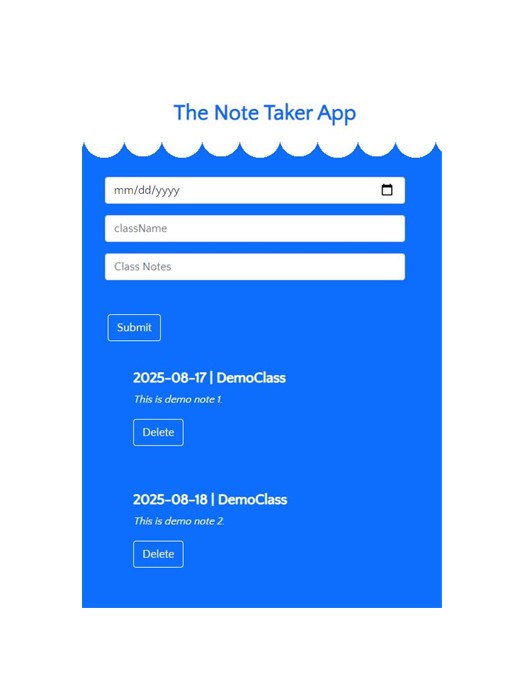 The Note Taker App
mm/dd/yyyy
className
Class Notes
Submit
2025-08-17 | DemoClass
This is demo note 1.
Delete
2025-08-18 | DemoClass
This is demo note 2.
Delete